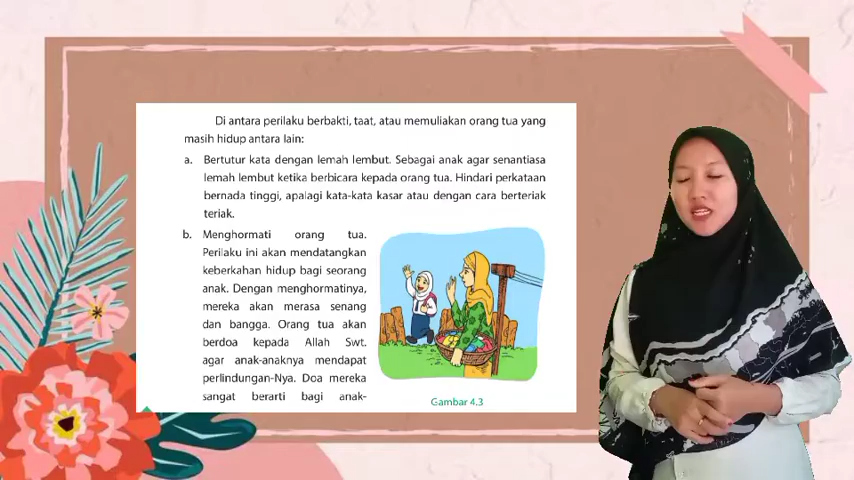 Di antara perilaku berbakti, taat, atau memuliakan orang tua yang
masih hidup antara lain:
a. Bertutur kata dengan lemah lembut. Sebagai anak agar senantiasa
lemah lembut ketika berbicara kepada orang tua. Hindari perkataan
bernada tinggi, apalagi kata-kata kasar atau dengan cara berteriak
teriak.
b. Menghormati orang tua.
Perilaku ini akan mendatangkan
keberkahan hidup bagi seorang
anak. Dengan menghormatinya,
mereka akan merasa senang
dan bangga. Orang tua akan
berdoa kepada Allah Swt.
agar anak-anaknya mendapat
perlindungan-Nya. Doa mereka
sangat berarti bagi anak-
Gambar 4.3